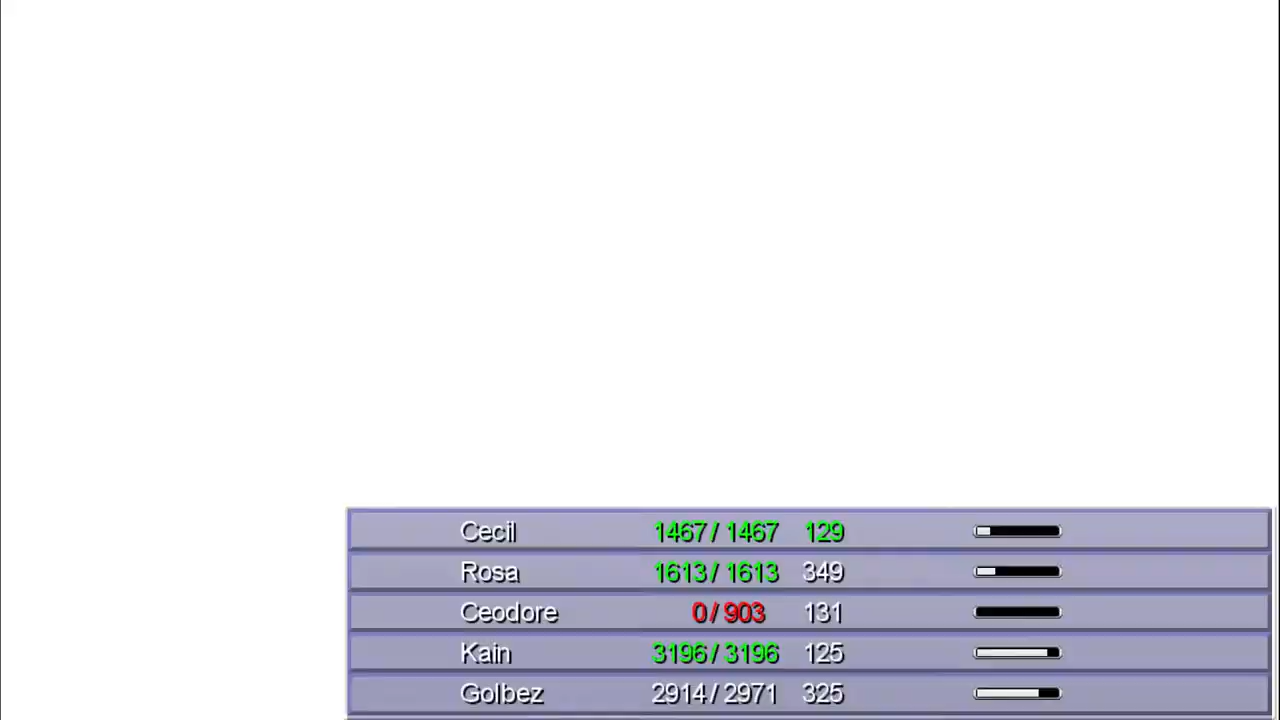 Cecil 1467/ 1467 129
Rosa 1613/ 1613 349
Ceodore 0/ 903 131
Kain 3196/ 3196 125
Golbez 2914/ 2971 325